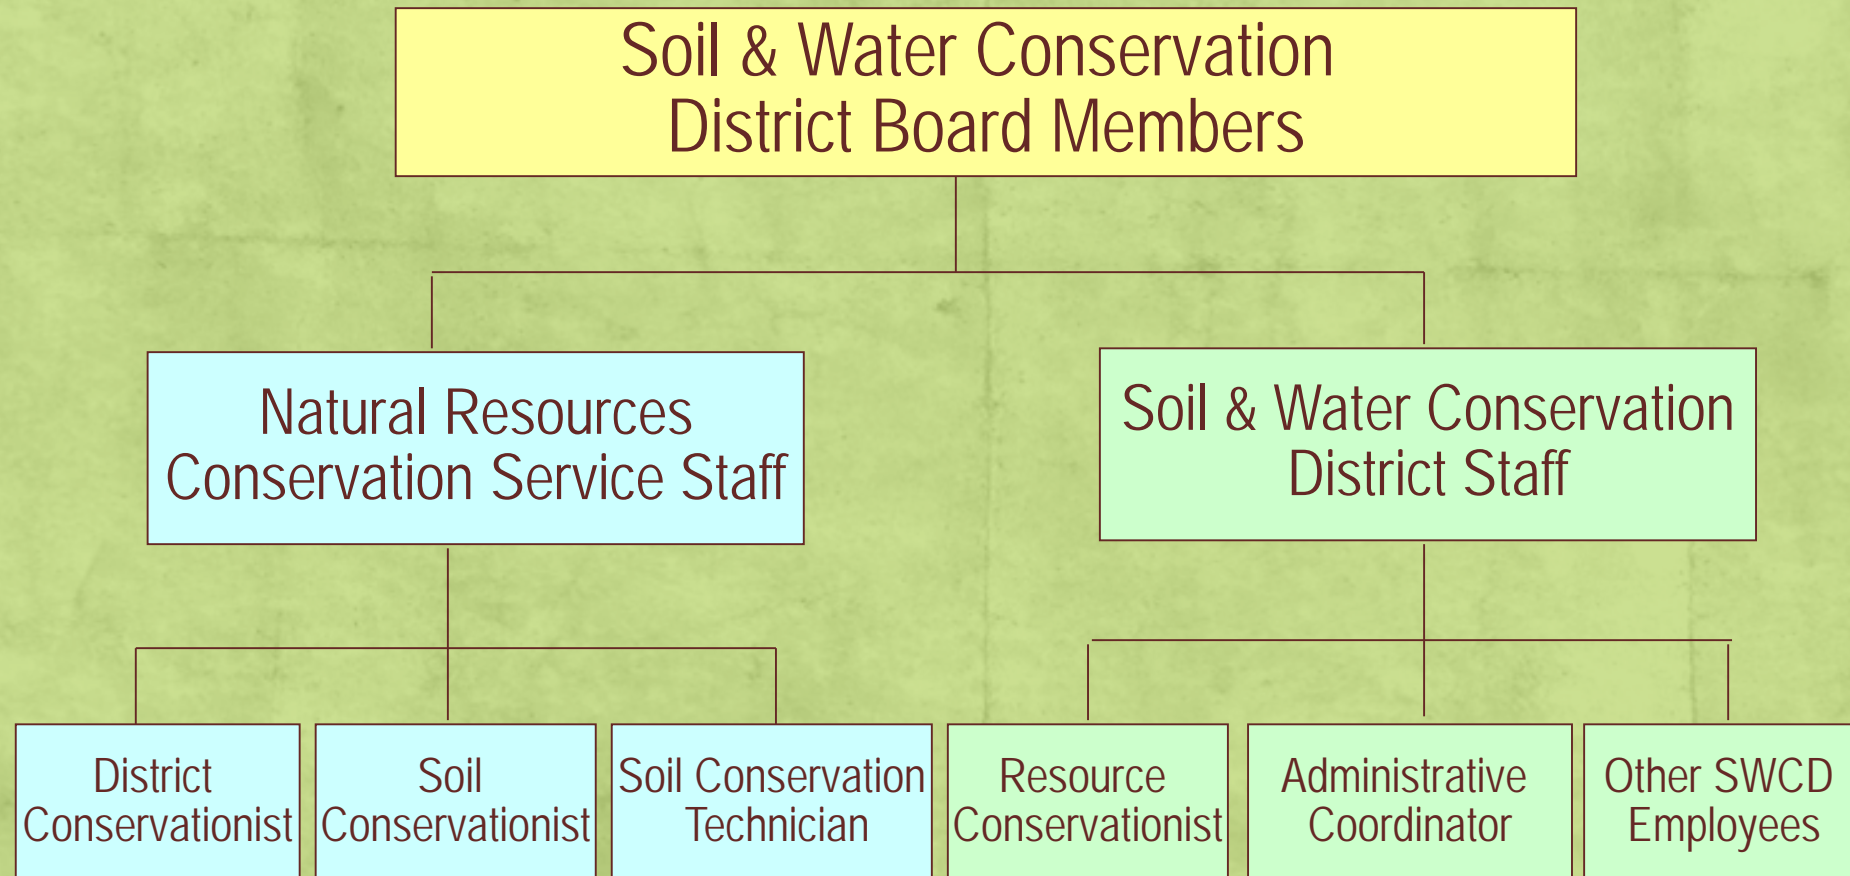 Soil & Water Conservation
District Board Members
Natural Resources
Conservation Service Staff
Soil & Water Conservation
District Staff
District
Conservationist
Soil
Conservationist
Soil Conservation
Technician
Resource
Conservationist
Administrative
Coordinator
Other SWCD
Employees